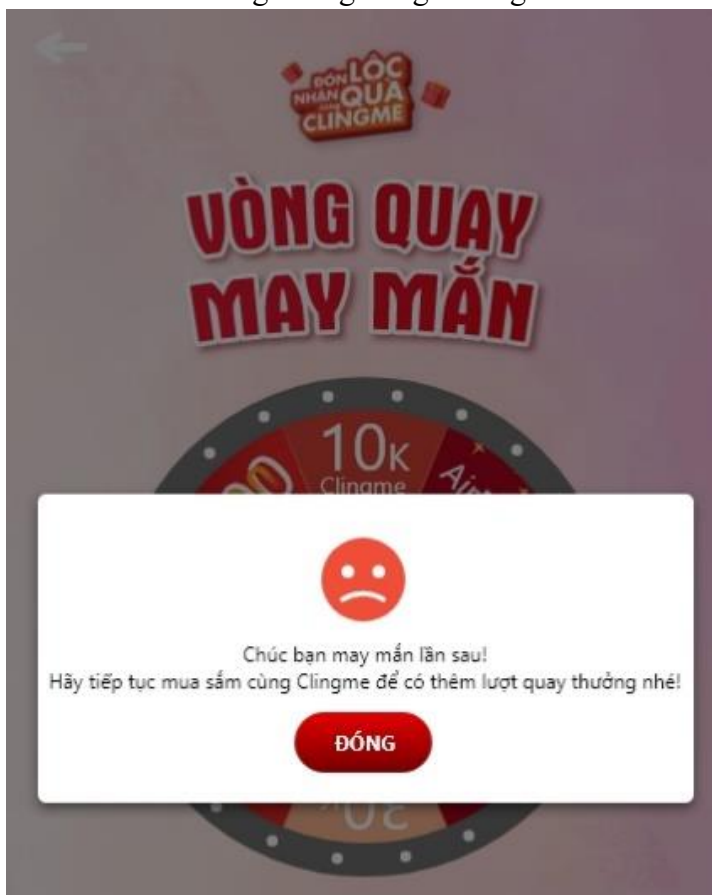 ĐÓN LỘC
NHẬN QUÀ
CÙNG
CLINGME
VÒNG QUAY
MAY MẮN
10K
Clingme
Chúc bạn may mắn lần sau!
Hãy tiếp tục mua sắm cùng Clingme để có thêm lượt quay thưởng nhé!
ĐÓNG